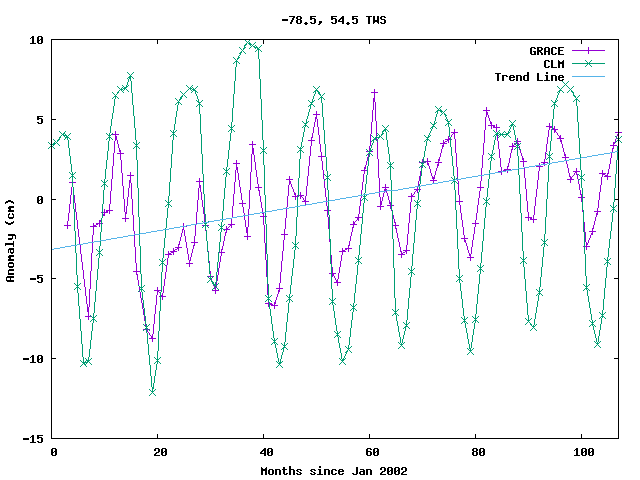 -78.5, 54.5 TWS
GRACE
CLM
Trend Line
10
5
0
-5
-10
-15
Anomaly (cm)
0 20 40 60 80 100
Months since Jan 2002